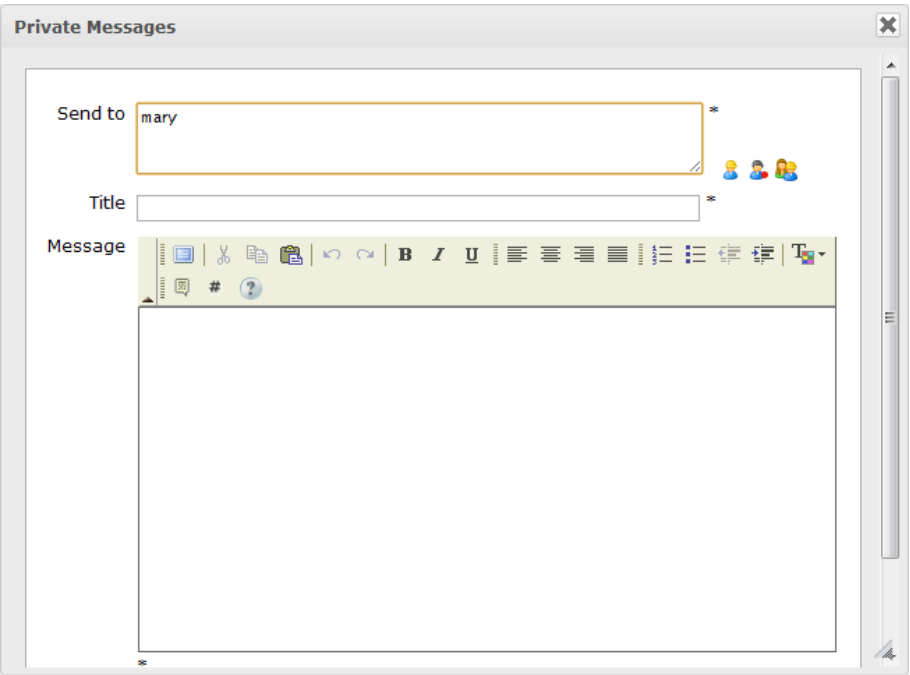 Private Messages
Send to mary *
Title *
Message
B I U
#
?
*